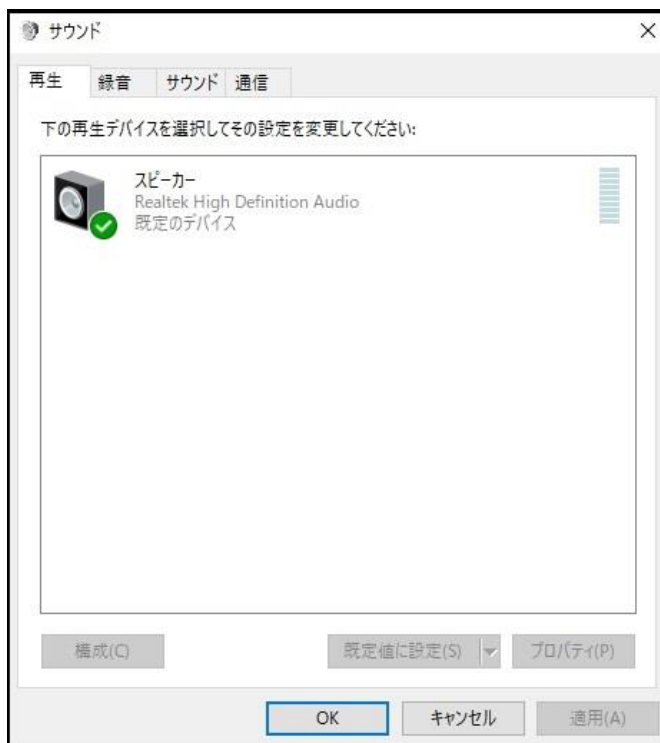 サウンド
再生 録音 サウンド 通信
下の再生デバイスを選択してその設定を変更してください:
スピーカー
Realtek High Definition Audio
既定のデバイス
構成(C) 既定値に設定(S) プロパティ(P)
OK キャンセル 適用(A)